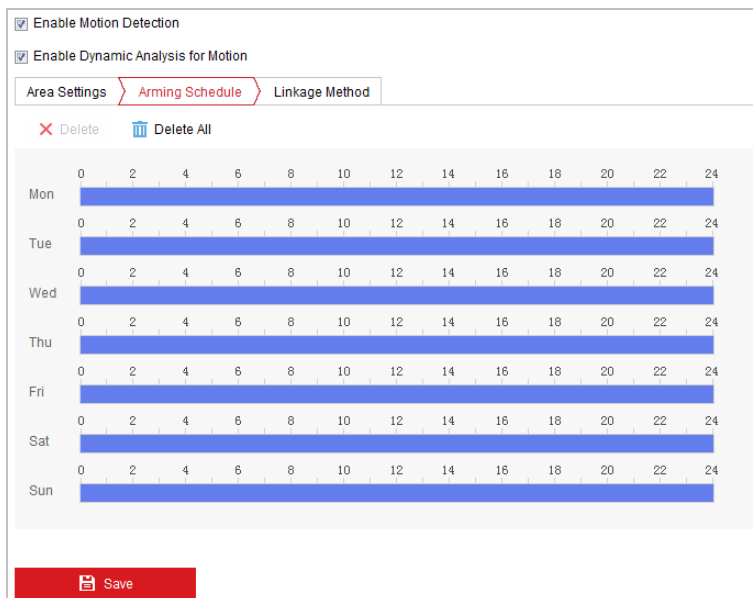 Enable Motion Detection
Enable Dynamic Analysis for Motion
Area Settings Arming Schedule Linkage Method
Delete Delete All
0 2 4 6 8 10 12 14 16 18 20 22 24
Mon
0 2 4 6 8 10 12 14 16 18 20 22 24
Tue
0 2 4 6 8 10 12 14 16 18 20 22 24
Wed
0 2 4 6 8 10 12 14 16 18 20 22 24
Thu
0 2 4 6 8 10 12 14 16 18 20 22 24
Fri
0 2 4 6 8 10 12 14 16 18 20 22 24
Sat
0 2 4 6 8 10 12 14 16 18 20 22 24
Sun
Save